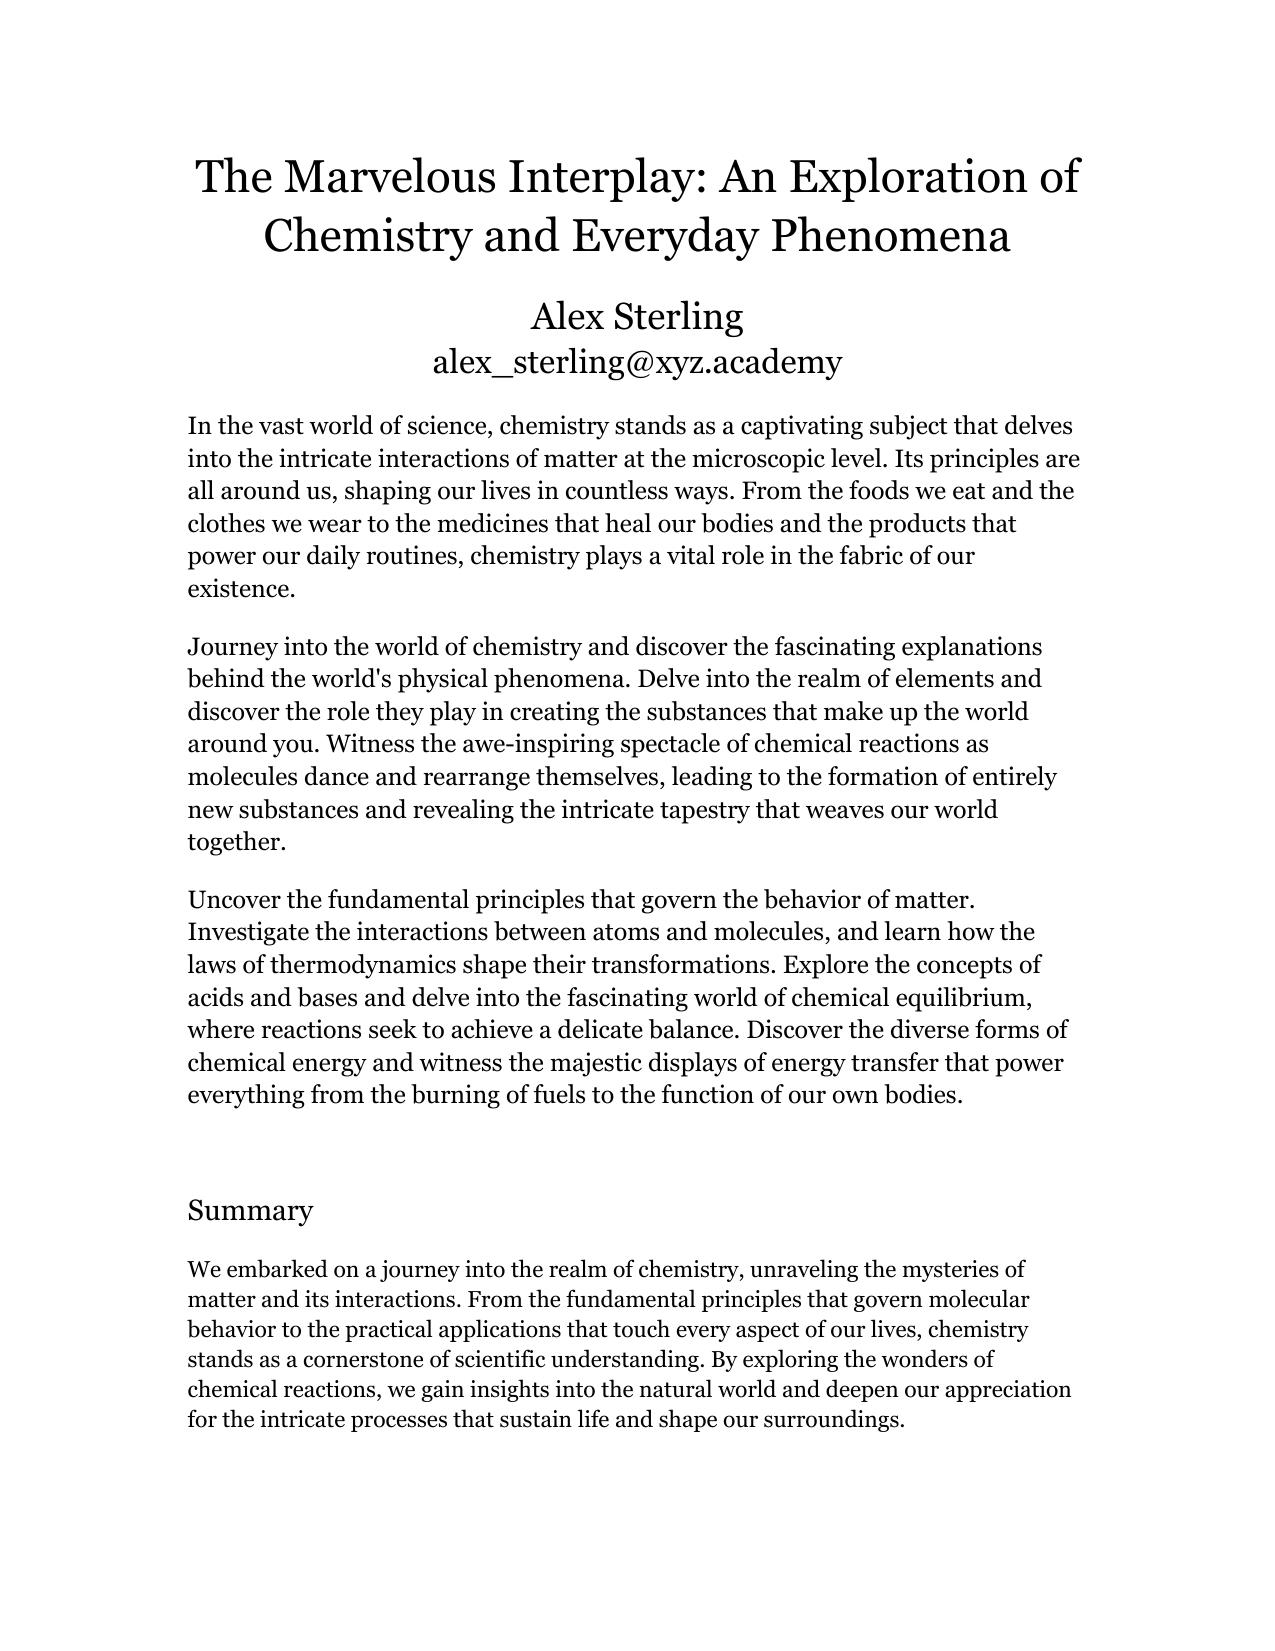 The Marvelous Interplay: An Exploration of
Chemistry and Everyday Phenomena
Alex Sterling
alex_sterling@xyz.academy
In the vast world of science, chemistry stands as a captivating subject that delves
into the intricate interactions of matter at the microscopic level. Its principles are
all around us, shaping our lives in countless ways. From the foods we eat and the
clothes we wear to the medicines that heal our bodies and the products that
power our daily routines, chemistry plays a vital role in the fabric of our
existence.
Journey into the world of chemistry and discover the fascinating explanations
behind the world's physical phenomena. Delve into the realm of elements and
discover the role they play in creating the substances that make up the world
around you. Witness the awe-inspiring spectacle of chemical reactions as
molecules dance and rearrange themselves, leading to the formation of entirely
new substances and revealing the intricate tapestry that weaves our world
together.
Uncover the fundamental principles that govern the behavior of matter.
Investigate the interactions between atoms and molecules, and learn how the
laws of thermodynamics shape their transformations. Explore the concepts of
acids and bases and delve into the fascinating world of chemical equilibrium,
where reactions seek to achieve a delicate balance. Discover the diverse forms of
chemical energy and witness the majestic displays of energy transfer that power
everything from the burning of fuels to the function of our own bodies.
Summary
We embarked on a journey into the realm of chemistry, unraveling the mysteries of
matter and its interactions. From the fundamental principles that govern molecular
behavior to the practical applications that touch every aspect of our lives, chemistry
stands as a cornerstone of scientific understanding. By exploring the wonders of
chemical reactions, we gain insights into the natural world and deepen our appreciation
for the intricate processes that sustain life and shape our surroundings.